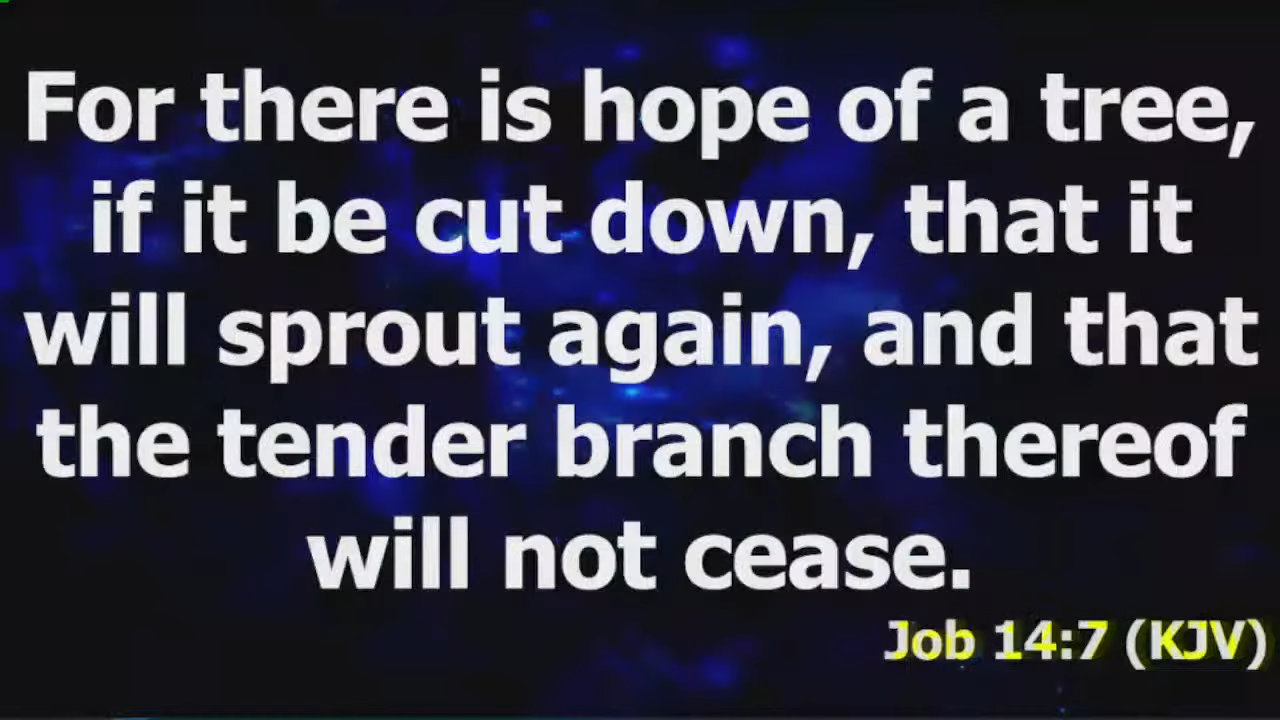 For there is hope of a tree,
if it be cut down, that it
will sprout again, and that
the tender branch thereof
will not cease.
Job 14:7 (KJV)